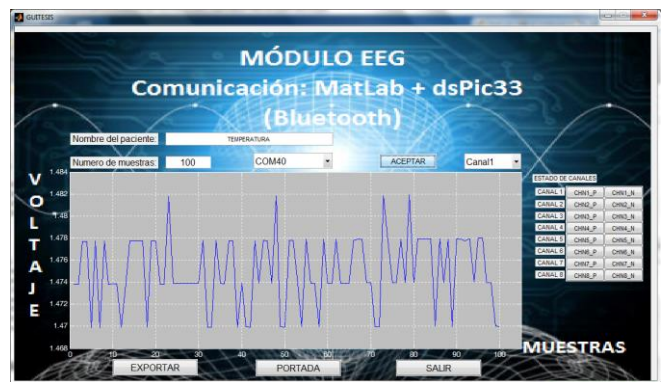 GUITESIS
MÓDULO EEG
Comunicación: MatLab + dsPic33
(Bluetooth)
Nombre del paciente:
TEMPERATURA
Numero de muestras:
100
COM40
ACEPTAR
Canal1
VOLTAJE
1.484
1.482
1.48
1.478
1.476
1.474
1.472
1.47
1.468
0 10 20 30 40 50 60 70 80 90 100
ESTADO DE CANALES
CANAL 1 CHN1_P CHN1_N
CANAL 2 CHN2_P CHN2_N
CANAL 3 CHN3_P CHN3_N
CANAL 4 CHN4_P CHN4_N
CANAL 5 CHN5_P CHN5_N
CANAL 6 CHN6_P CHN6_N
CANAL 7 CHN7_P CHN7_N
CANAL 8 CHN8_P CHN8_N
MUESTRAS
EXPORTAR
PORTADA
SALIR